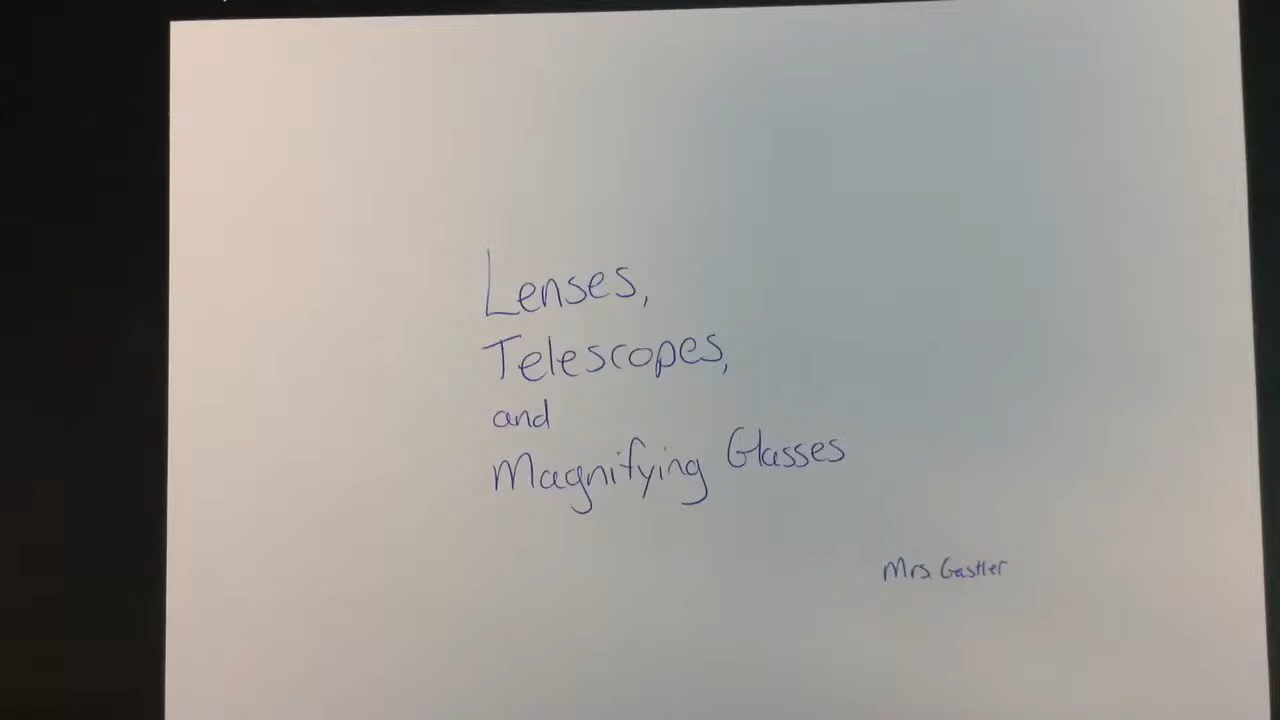 Lenses,
Telescopes,
and
Magnifying Glasses
Mrs. Gastler